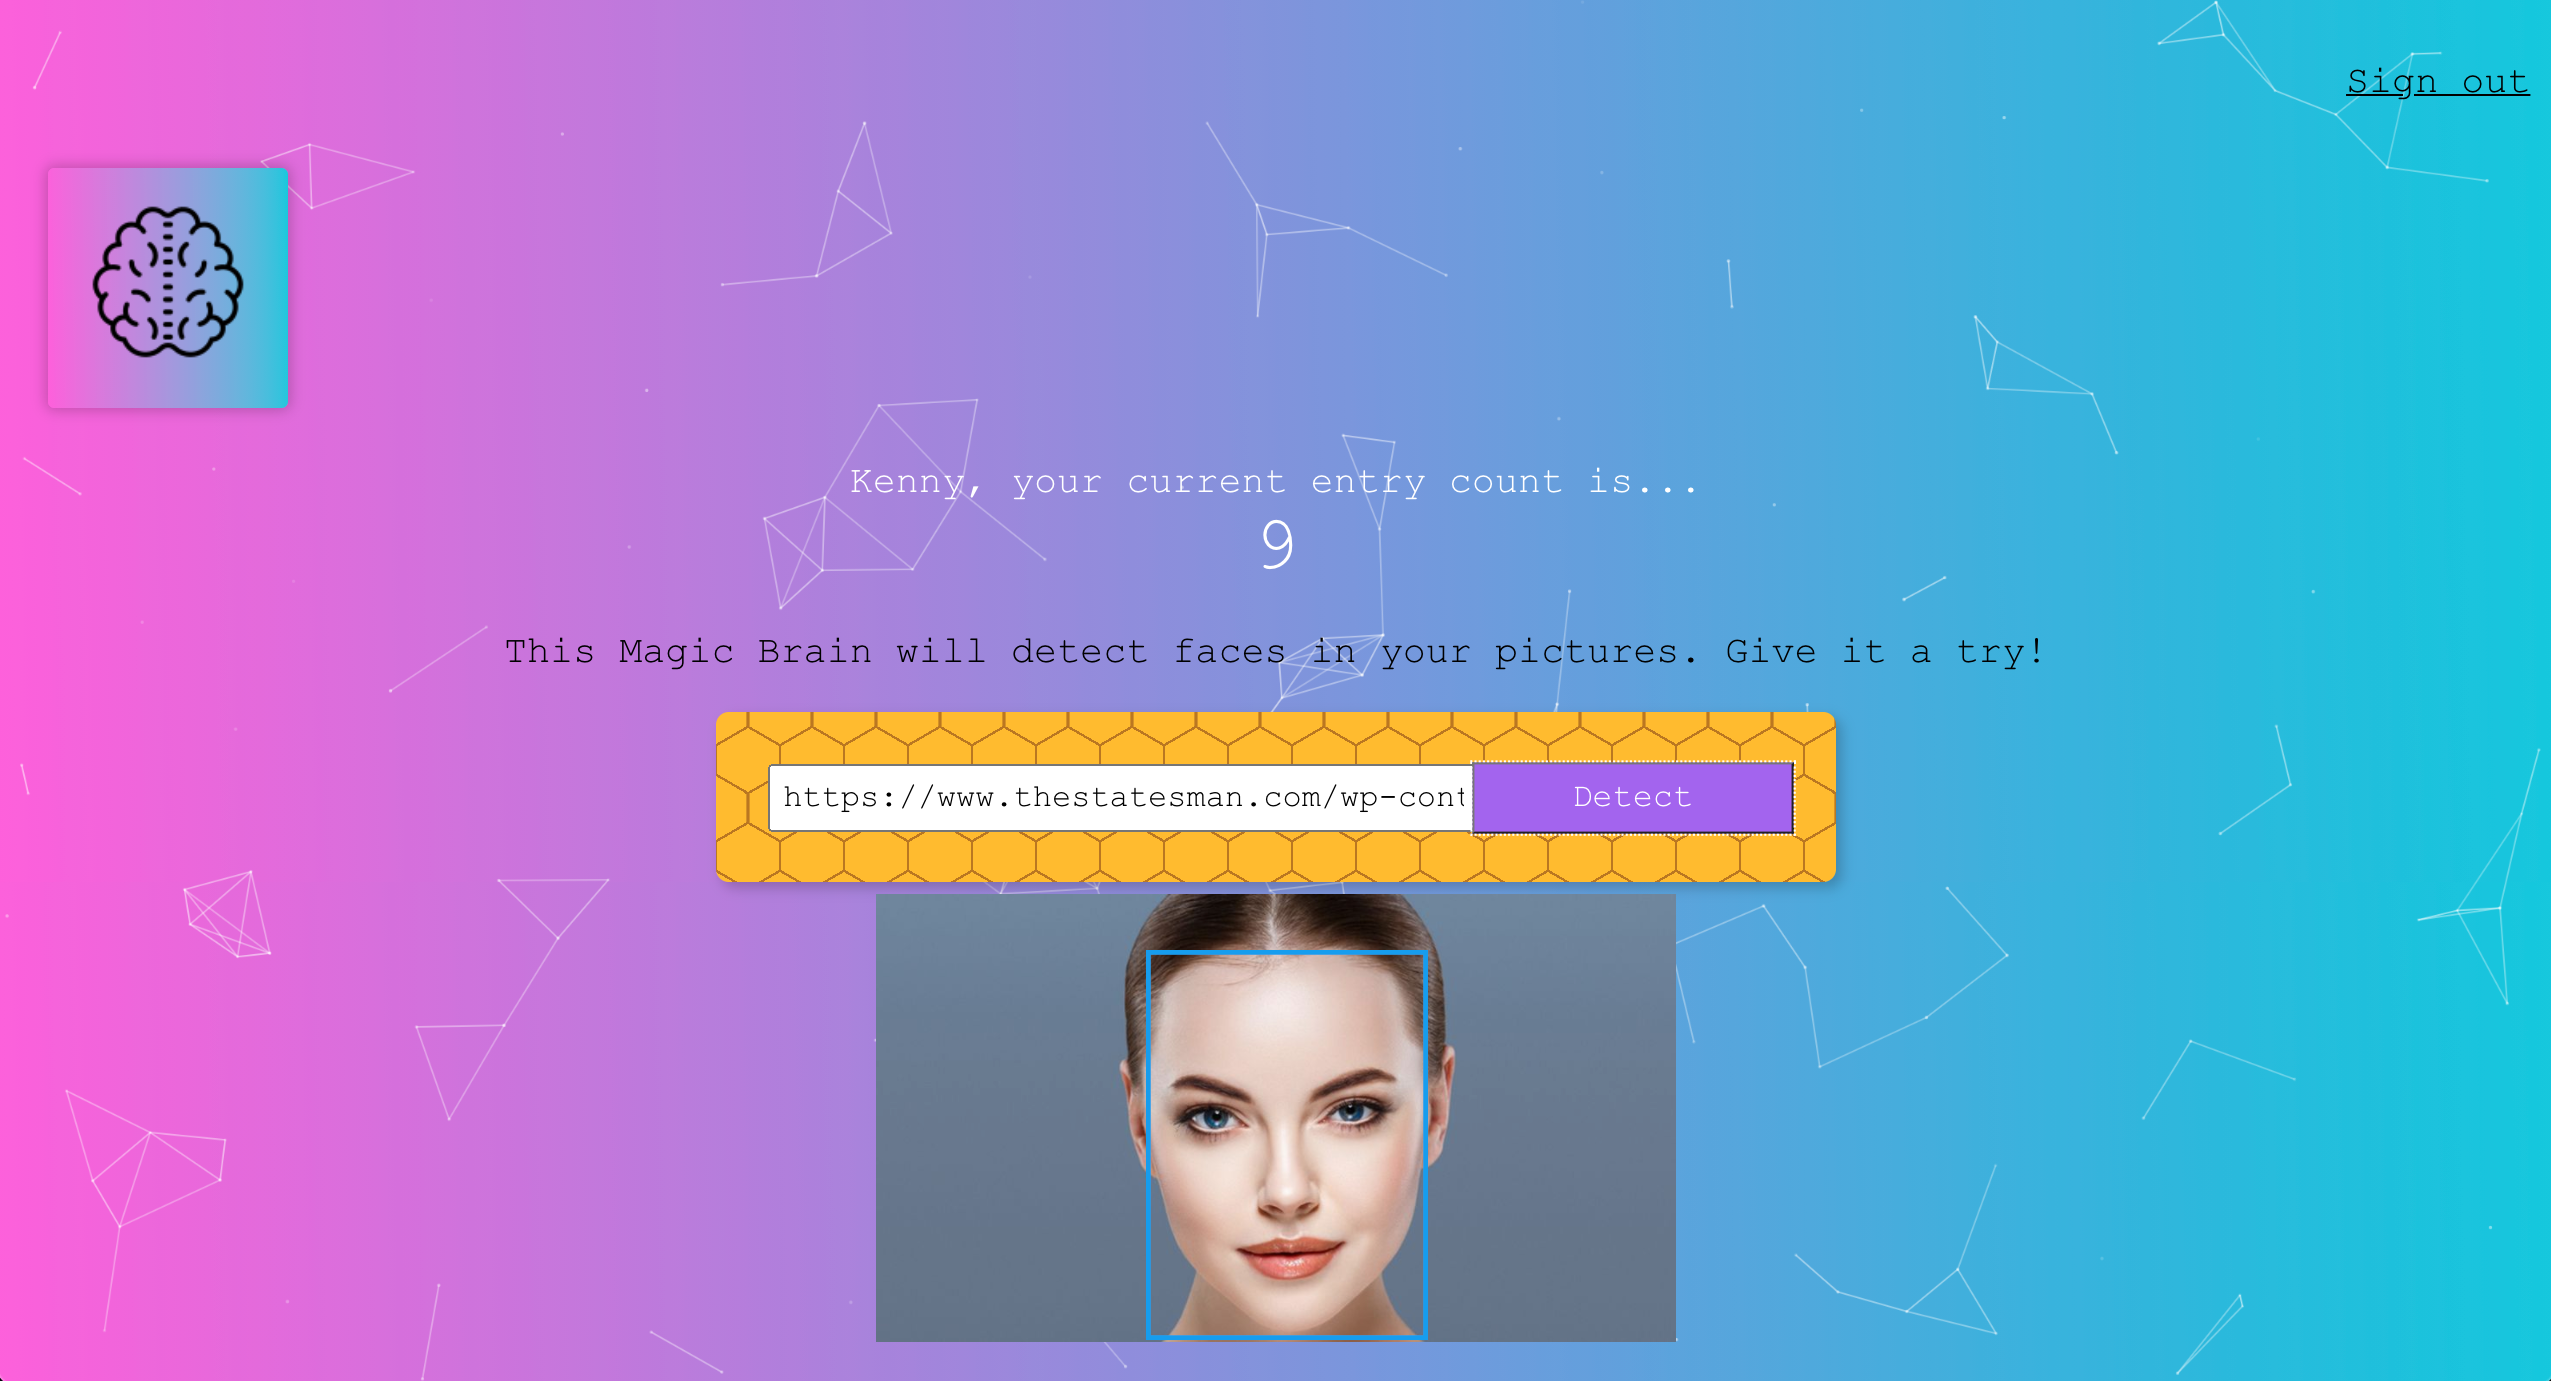 Sign out
Kenny, your current entry count is...
9
This Magic Brain will detect faces in your pictures. Give it a try!
https://www.thestatesman.com/wp-cont
Detect